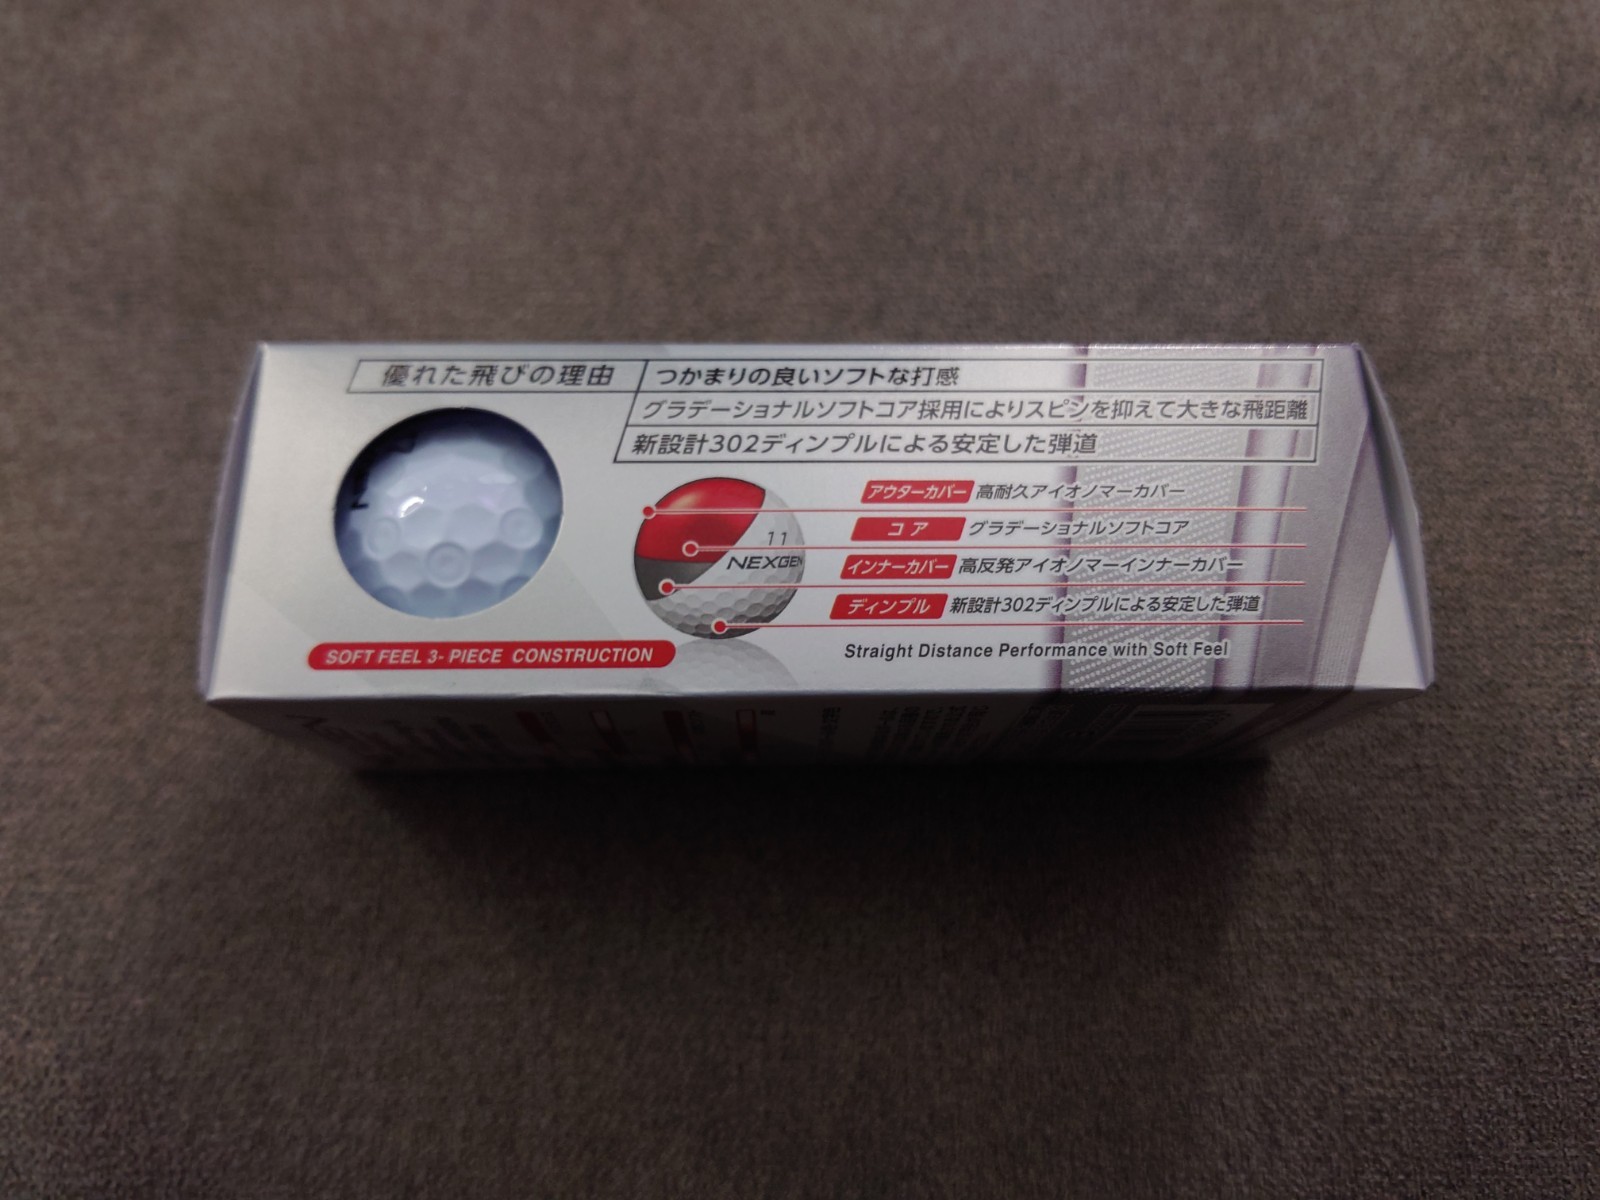 優れた飛びの理由
つかまりの良いソフトな打感
グラデーショナルソフトコア採用によりスピンを抑えて大きな飛距離
新設計302ディンプルによる安定した弾道
アウターカバー 高耐久アイオノマーカバー
コア グラデーショナルソフトコア
インナーカバー 高反発アイオノマーインナーカバー
ディンプル 新設計302ディンプルによる安定した弾道
11
NEXGEN
SOFT FEEL 3- PIECE CONSTRUCTION
Straight Distance Performance with Soft Feel